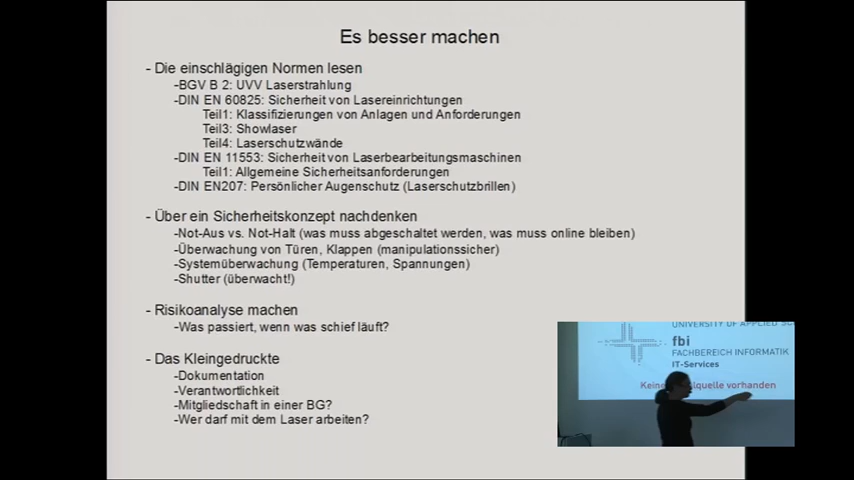 Es besser machen
- Die einschlägigen Normen lesen
-BGV B 2: UVV Laserstrahlung
-DIN EN 60825: Sicherheit von Lasereinrichtungen
Teil1: Klassifizierungen von Anlagen und Anforderungen
Teil3: Showlaser
Teil4: Laserschutzwände
-DIN EN 11553: Sicherheit von Laserbearbeitungsmaschinen
Teil1: Allgemeine Sicherheitsanforderungen
-DIN EN207: Persönlicher Augenschutz (Laserschutzbrillen)
- Über ein Sicherheitskonzept nachdenken
-Not-Aus vs. Not-Halt (was muss abgeschaltet werden, was muss online bleiben)
-Überwachung von Türen, Klappen (manipulationssicher)
-Systemüberwachung (Temperaturen, Spannungen)
-Shutter (überwacht!)
- Risikoanalyse machen
-Was passiert, wenn was schief läuft?
- Das Kleingedruckte
-Dokumentation
-Verantwortlichkeit
-Mitgliedschaft in einer BG?
-Wer darf mit dem Laser arbeiten?
UNIVERSITY OF APPLIED
fbi
FACHBEREICH INFORMATIK
IT-Services
vorhanden